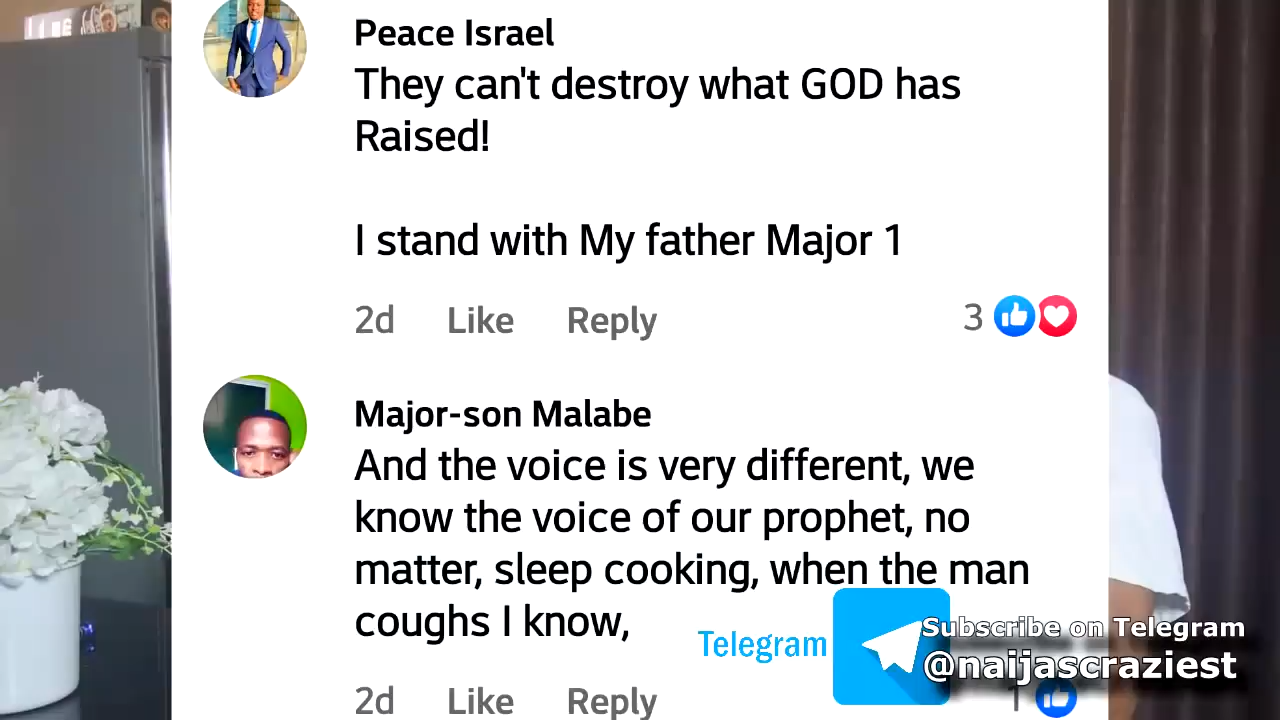 Peace Israel
They can't destroy what GOD has
Raised!
I stand with My father Major 1
2d Like Reply 3
Major-son Malabe
And the voice is very different, we
know the voice of our prophet, no
matter, sleep cooking, when the man
coughs I know,
Telegram
Subscribe on Telegram
@naijascraziest
2d Like Reply 1